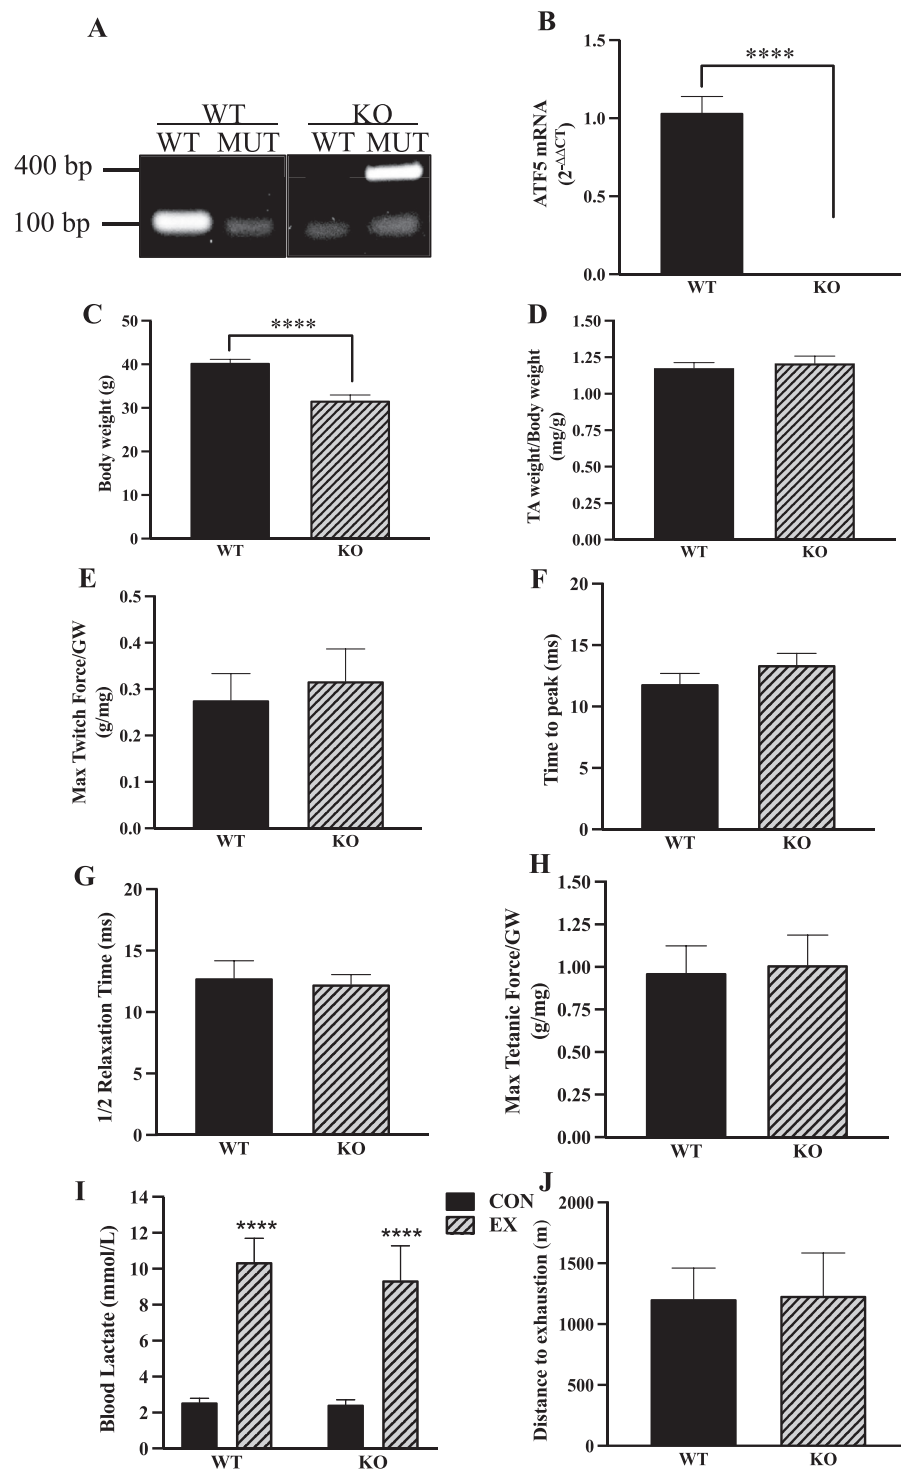 A
WT KO
WT MUT WT MUT
400 bp
100 bp
B
ATF5 mRNA
(2-ΔΔCT)
1.5
1.0
0.5
0.0
****
WT KO
C
Body weight (g)
50
40
30
20
10
0
****
WT KO
D
TA weight/Body weight
(mg/g)
1.50
1.25
1.00
0.75
0.50
0.25
0.00
WT KO
E
Max Twitch Force/GW
(g/mg)
0.5
0.4
0.3
0.2
0.1
0.0
WT KO
F
Time to peak (ms)
20
15
10
5
0
WT KO
G
1/2 Relaxation Time (ms)
20
15
10
5
0
WT KO
H
Max Tetanic Force/GW
(g/mg)
1.50
1.25
1.00
0.75
0.50
0.25
0.00
WT KO
I
Blood Lactate (mmol/L)
14
12
10
8
6
4
2
0
**** ****
WT KO
CON
EX
J
Distance to exhaustion (m)
2000
1500
1000
500
0
WT KO